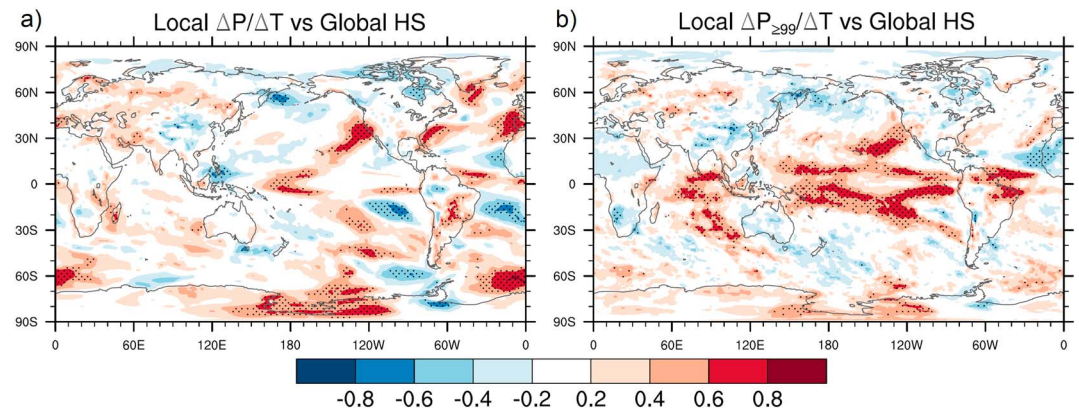 a) Local ΔP/ΔT vs Global HS
b) Local ΔP≥99/ΔT vs Global HS
90N
60N
30N
0
30S
60S
90S
0 60E 120E 180 120W 60W 0
90N
60N
30N
0
30S
60S
90S
0 60E 120E 180 120W 60W 0
-0.8 -0.6 -0.4 -0.2 0.2 0.4 0.6 0.8